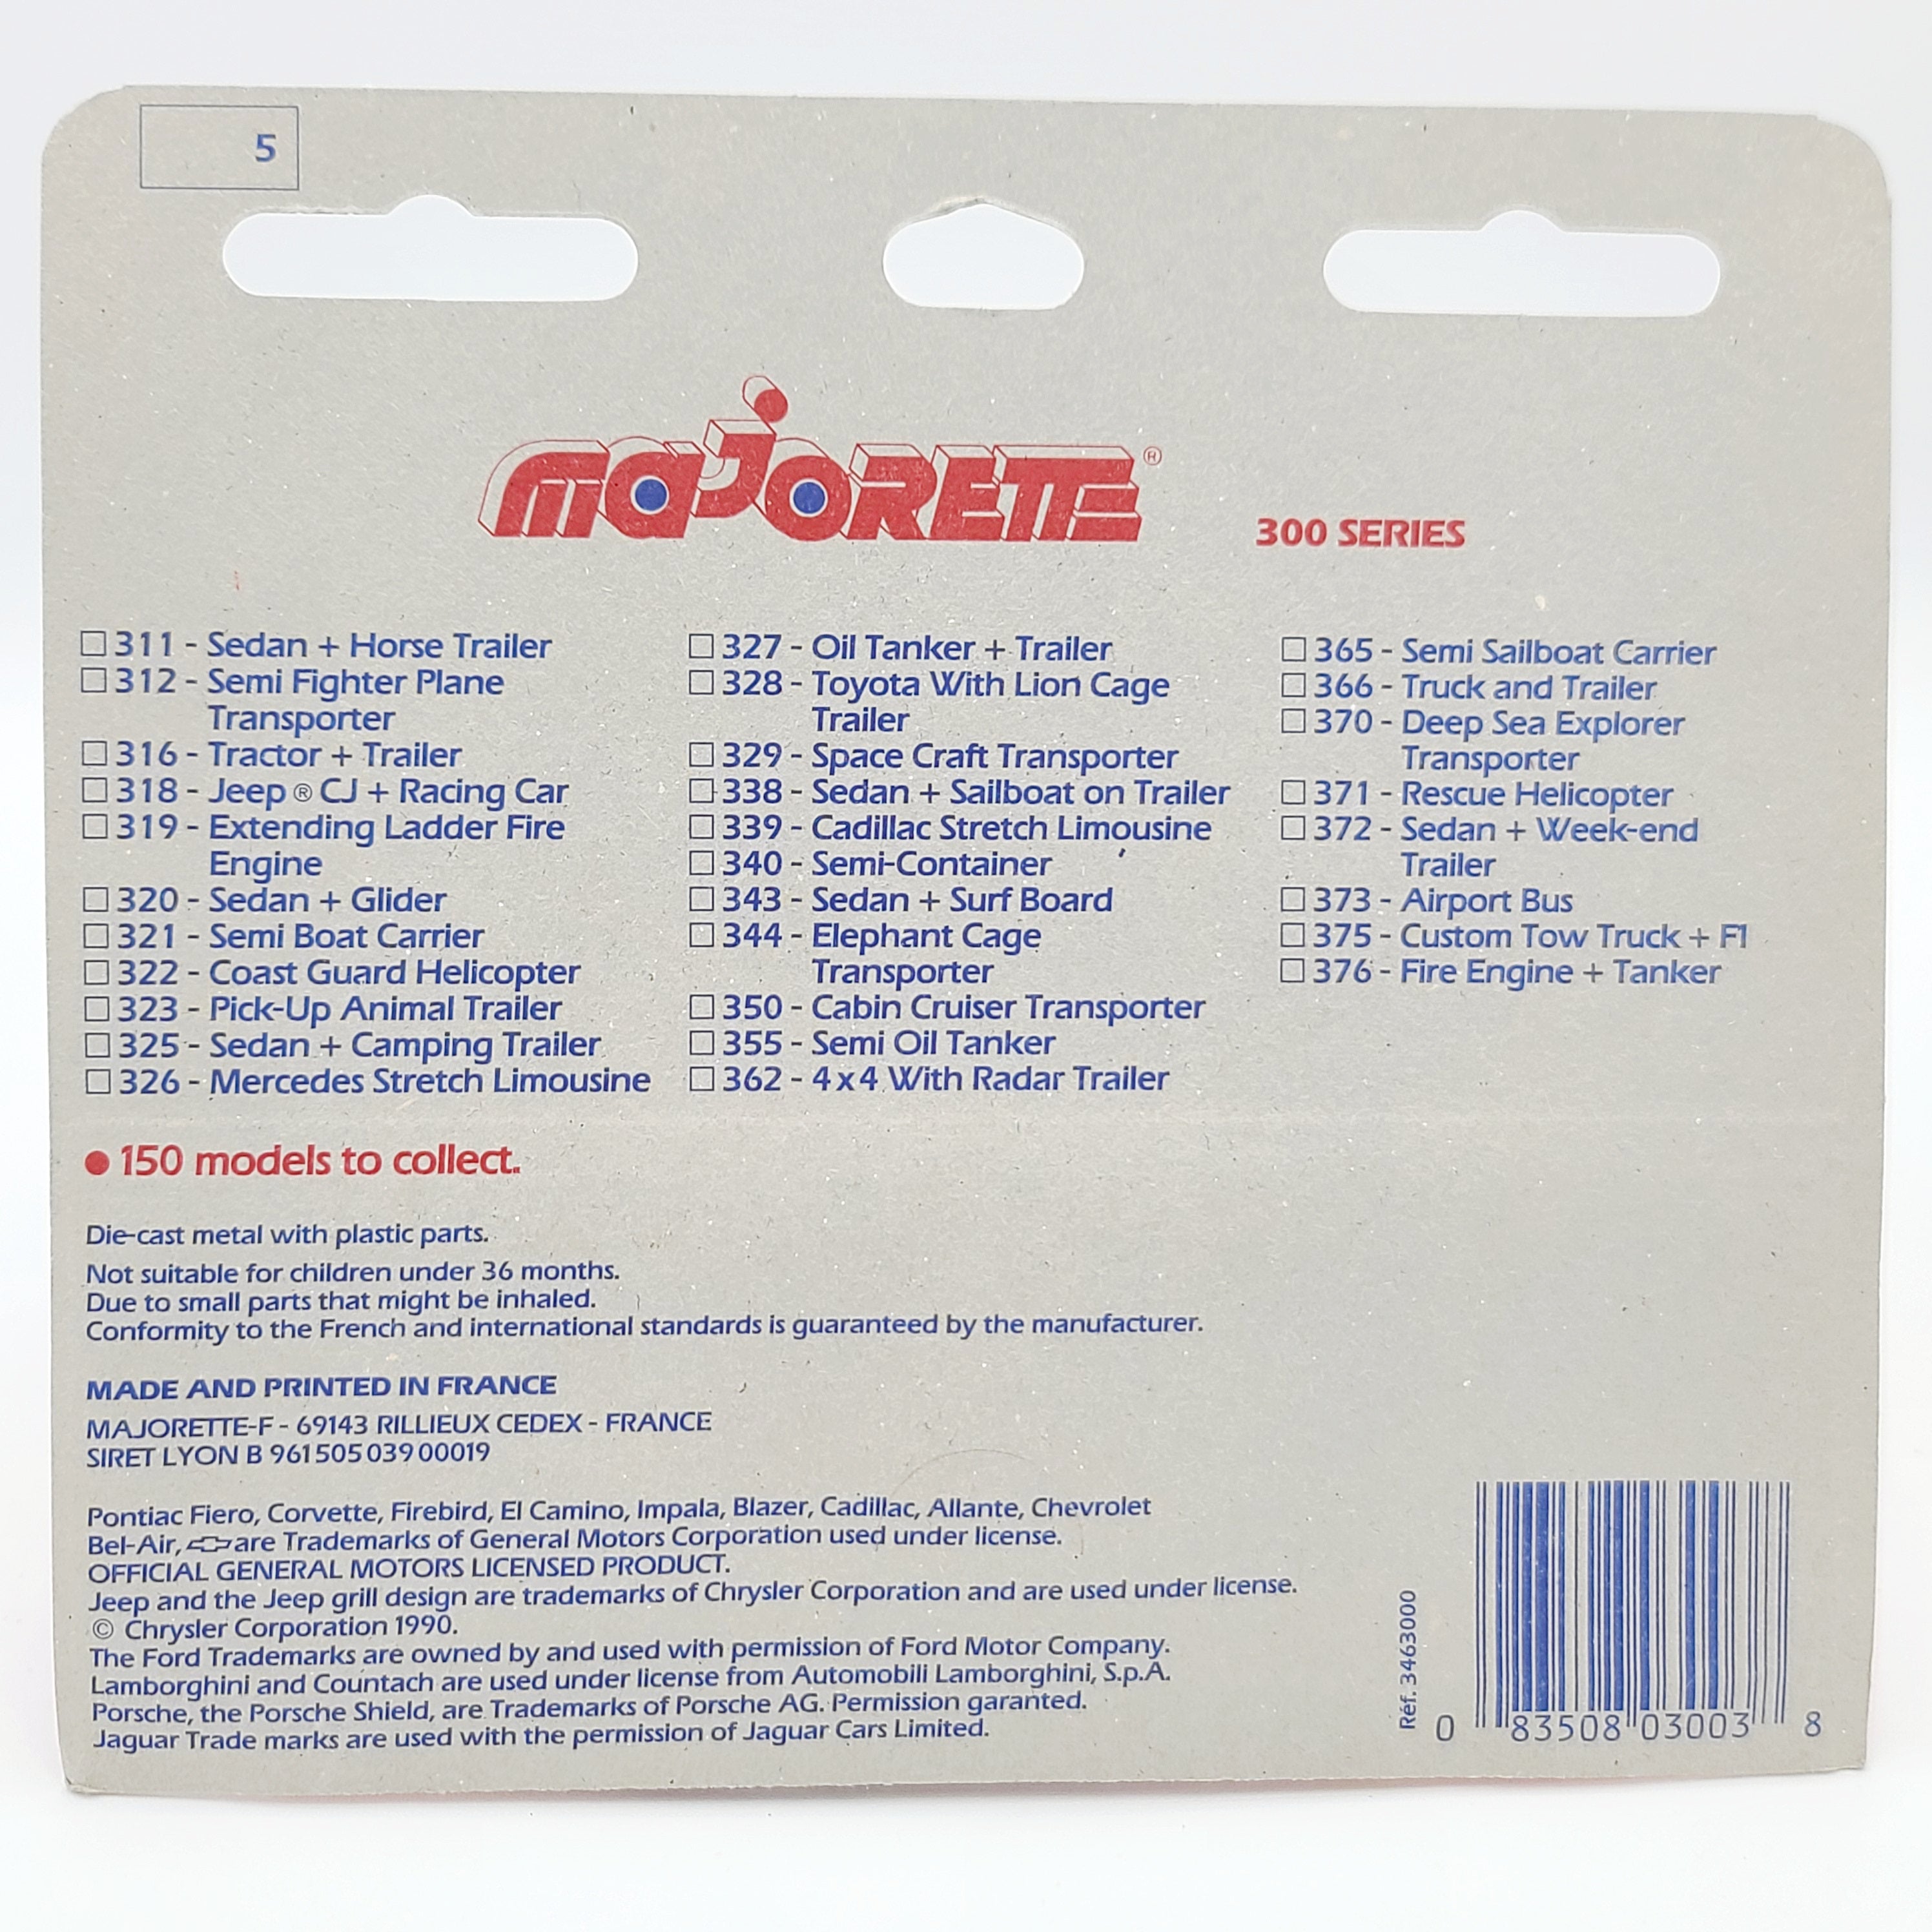 5
MAJORETTE®
300 SERIES
311 - Sedan + Horse Trailer
312 - Semi Fighter Plane
Transporter
316 - Tractor + Trailer
318 - Jeep ® CJ + Racing Car
319 - Extending Ladder Fire
Engine
320 - Sedan + Glider
321 - Semi Boat Carrier
322 - Coast Guard Helicopter
323 - Pick-Up Animal Trailer
325 - Sedan + Camping Trailer
326 - Mercedes Stretch Limousine
327 - Oil Tanker + Trailer
328 - Toyota With Lion Cage
Trailer
329 - Space Craft Transporter
338 - Sedan + Sailboat on Trailer
339 - Cadillac Stretch Limousine
340 - Semi-Container
343 - Sedan + Surf Board
344 - Elephant Cage
Transporter
350 - Cabin Cruiser Transporter
355 - Semi Oil Tanker
362 - 4x4 With Radar Trailer
365 - Semi Sailboat Carrier
366 - Truck and Trailer
370 - Deep Sea Explorer
Transporter
371 - Rescue Helicopter
372 - Sedan + Week-end
Trailer
373 - Airport Bus
375 - Custom Tow Truck + F1
376 - Fire Engine + Tanker
• 150 models to collect.
Die-cast metal with plastic parts.
Not suitable for children under 36 months.
Due to small parts that might be inhaled.
Conformity to the French and international standards is guaranteed by the manufacturer.
MADE AND PRINTED IN FRANCE
MAJORETTE-F - 69143 RILLIEUX CEDEX - FRANCE
SIRET LYON B 961 505 039 00019
Pontiac Fiero, Corvette, Firebird, El Camino, Impala, Blazer, Cadillac, Allante, Chevrolet
Bel-Air, are Trademarks of General Motors Corporation used under license.
OFFICIAL GENERAL MOTORS LICENSED PRODUCT.
Jeep and the Jeep grill design are trademarks of Chrysler Corporation and are used under license.
© Chrysler Corporation 1990.
The Ford Trademarks are owned by and used with permission of Ford Motor Company.
Lamborghini and Countach are used under license from Automobili Lamborghini, S.p.A.
Porsche, the Porsche Shield, are Trademarks of Porsche AG. Permission garanted.
Jaguar Trade marks are used with the permission of Jaguar Cars Limited.
Réf. 3463000
0 83508 03003 8